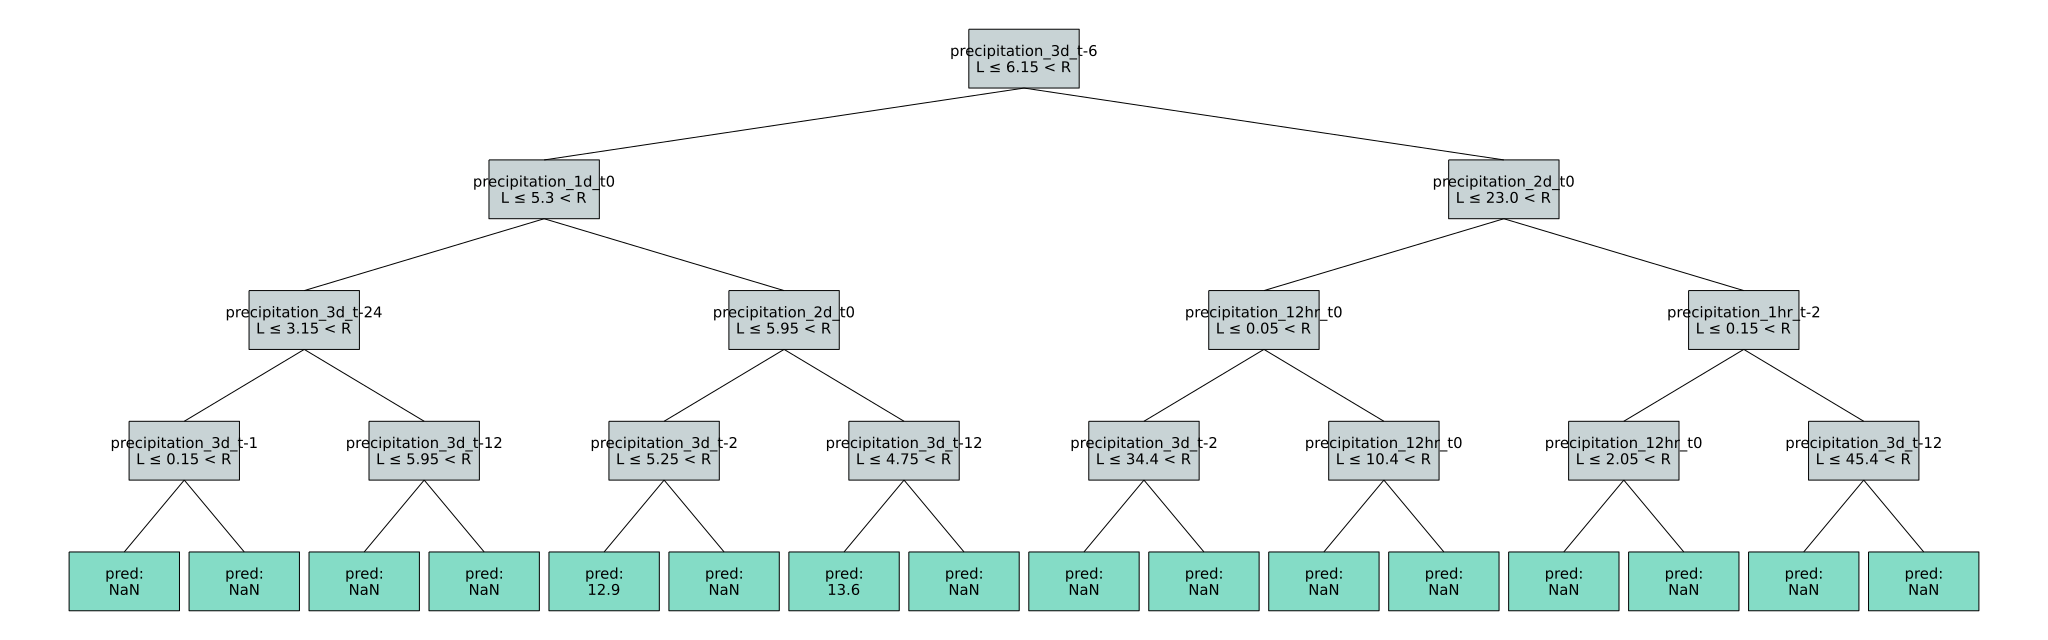 precipitation_3d_t-6
L ≤ 6.15 < R
precipitation_1d_t0
L ≤ 5.3 < R
precipitation_2d_t0
L ≤ 23.0 < R
precipitation_3d_t-24
L ≤ 3.15 < R
precipitation_2d_t0
L ≤ 5.95 < R
precipitation_12hr_t0
L ≤ 0.05 < R
precipitation_1hr_t-2
L ≤ 0.15 < R
precipitation_3d_t-1
L ≤ 0.15 < R
precipitation_3d_t-12
L ≤ 5.95 < R
precipitation_3d_t-2
L ≤ 5.25 < R
precipitation_3d_t-12
L ≤ 4.75 < R
precipitation_3d_t-2
L ≤ 34.4 < R
precipitation_12hr_t0
L ≤ 10.4 < R
precipitation_12hr_t0
L ≤ 2.05 < R
precipitation_3d_t-12
L ≤ 45.4 < R
pred:
NaN
pred:
NaN
pred:
NaN
pred:
NaN
pred:
12.9
pred:
NaN
pred:
13.6
pred:
NaN
pred:
NaN
pred:
NaN
pred:
NaN
pred:
NaN
pred:
NaN
pred:
NaN
pred:
NaN
pred:
NaN